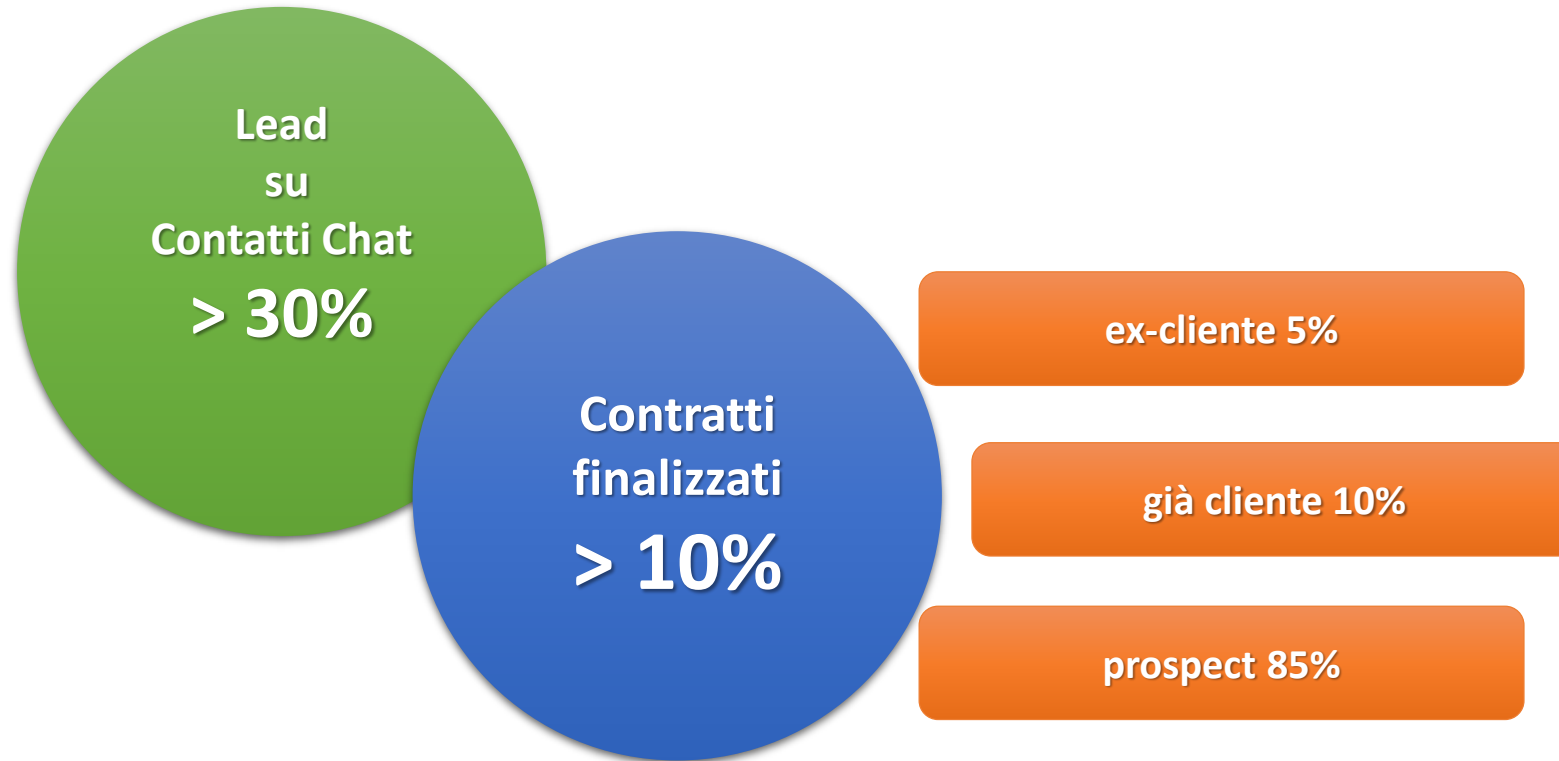 Lead
su
Contatti Chat
> 30%
Contratti
finalizzati
> 10%
ex-cliente 5%
già cliente 10%
prospect 85%